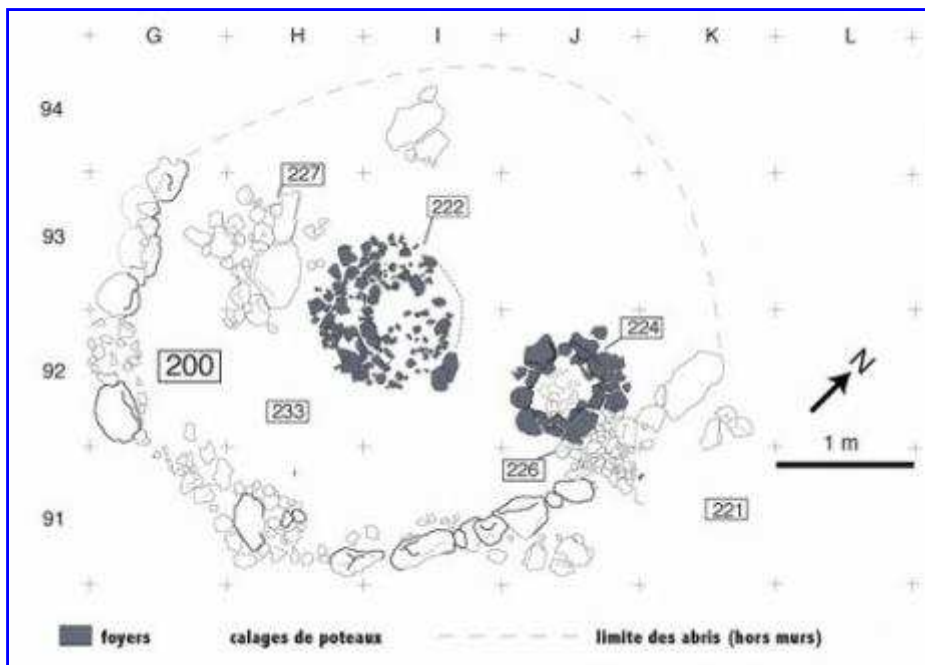 G H I J K L
94
227
222
93
224
N
92
200
233
1 m
226
221
91
foyers calages de poteaux limite des abris (hors murs)